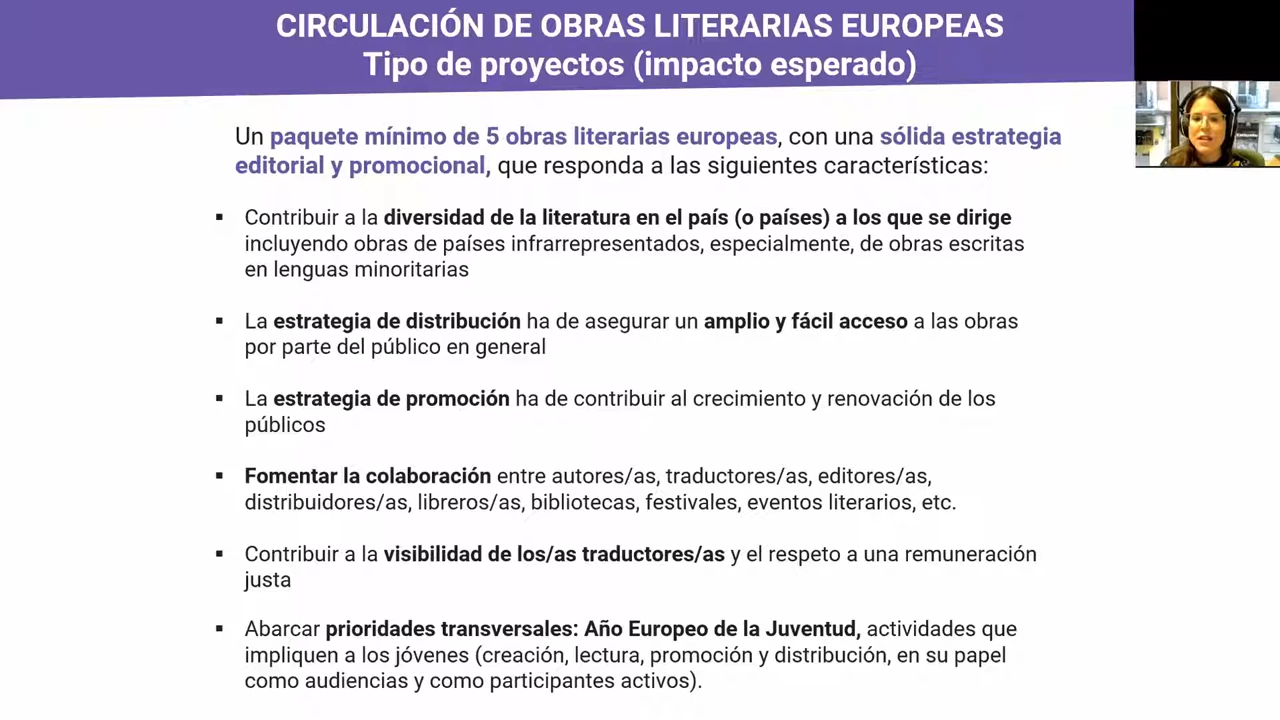 CIRCULACIÓN DE OBRAS LITERARIAS EUROPEAS
Tipo de proyectos (impacto esperado)
Un paquete mínimo de 5 obras literarias europeas, con una sólida estrategia
editorial y promocional, que responda a las siguientes características:
▪ Contribuir a la diversidad de la literatura en el país (o países) a los que se dirige
incluyendo obras de países infrarrepresentados, especialmente, de obras escritas
en lenguas minoritarias
▪ La estrategia de distribución ha de asegurar un amplio y fácil acceso a las obras
por parte del público en general
▪ La estrategia de promoción ha de contribuir al crecimiento y renovación de los
públicos
▪ Fomentar la colaboración entre autores/as, traductores/as, editores/as,
distribuidores/as, libreros/as, bibliotecas, festivales, eventos literarios, etc.
▪ Contribuir a la visibilidad de los/as traductores/as y el respeto a una remuneración
justa
▪ Abarcar prioridades transversales: Año Europeo de la Juventud, actividades que
impliquen a los jóvenes (creación, lectura, promoción y distribución, en su papel
como audiencias y como participantes activos).